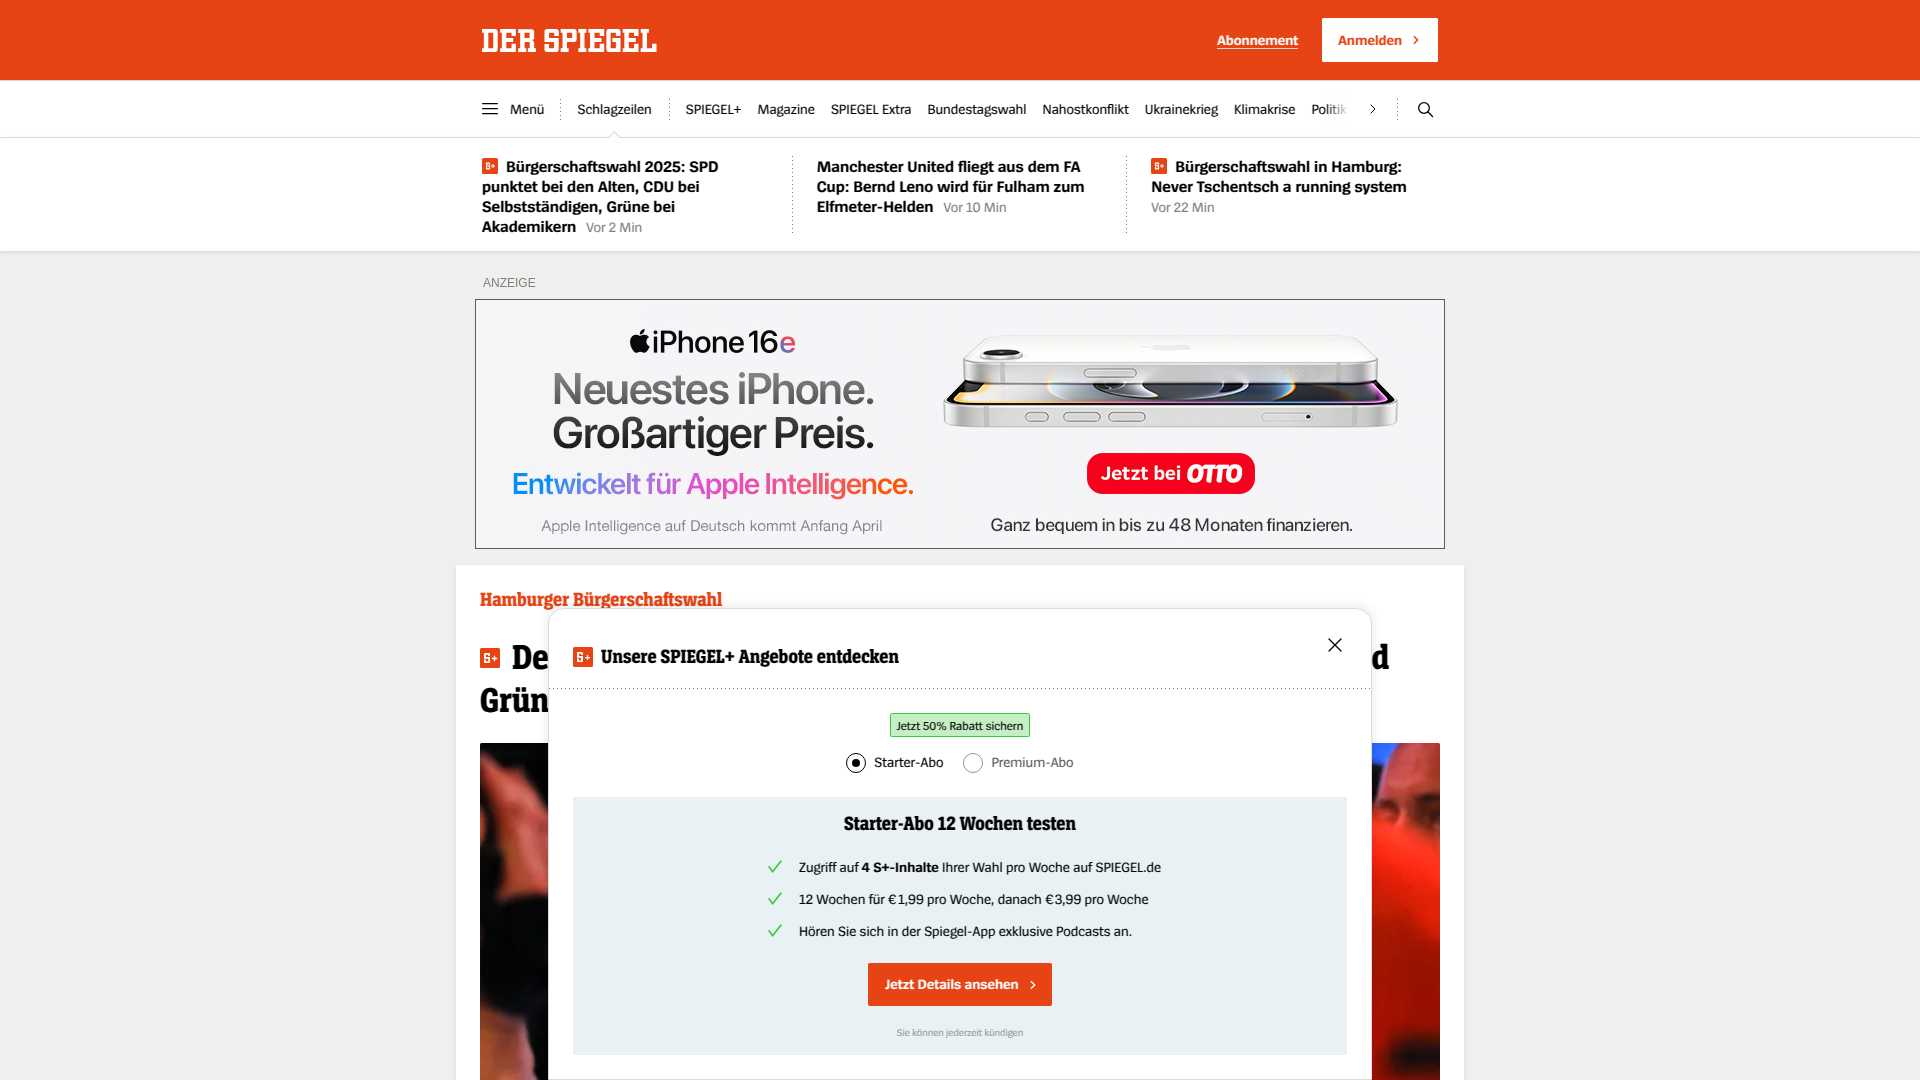 DER SPIEGEL
Abonnement
Anmelden
Menü
Schlagzeilen
SPIEGEL+
Magazine
SPIEGEL Extra
Bundestagswahl
Nahostkonflikt
Ukrainekrieg
Klimakrise
Politik
Bürgerschaftswahl 2025: SPD
punktet bei den Alten, CDU bei
Selbstständigen, Grüne bei
Akademikern Vor 2 Min
Manchester United fliegt aus dem FA
Cup: Bernd Leno wird für Fulham zum
Elfmeter-Helden Vor 10 Min
Bürgerschaftswahl in Hamburg:
Never Tschentsch a running system
Vor 22 Min
ANZEIGE
iPhone 16e
Neuestes iPhone.
Großartiger Preis.
Entwickelt für Apple Intelligence.
Apple Intelligence auf Deutsch kommt Anfang April
Jetzt bei OTTO
Ganz bequem in bis zu 48 Monaten finanzieren.
Hamburger Bürgerschaftswahl
S+ Unsere SPIEGEL+ Angebote entdecken
Jetzt 50% Rabatt sichern
Starter-Abo
Premium-Abo
Starter-Abo 12 Wochen testen
Zugriff auf 4 S+-Inhalte Ihrer Wahl pro Woche auf SPIEGEL.de
12 Wochen für € 1,99 pro Woche, danach € 3,99 pro Woche
Hören Sie sich in der Spiegel-App exklusive Podcasts an.
Jetzt Details ansehen
Sie können jederzeit kündigen